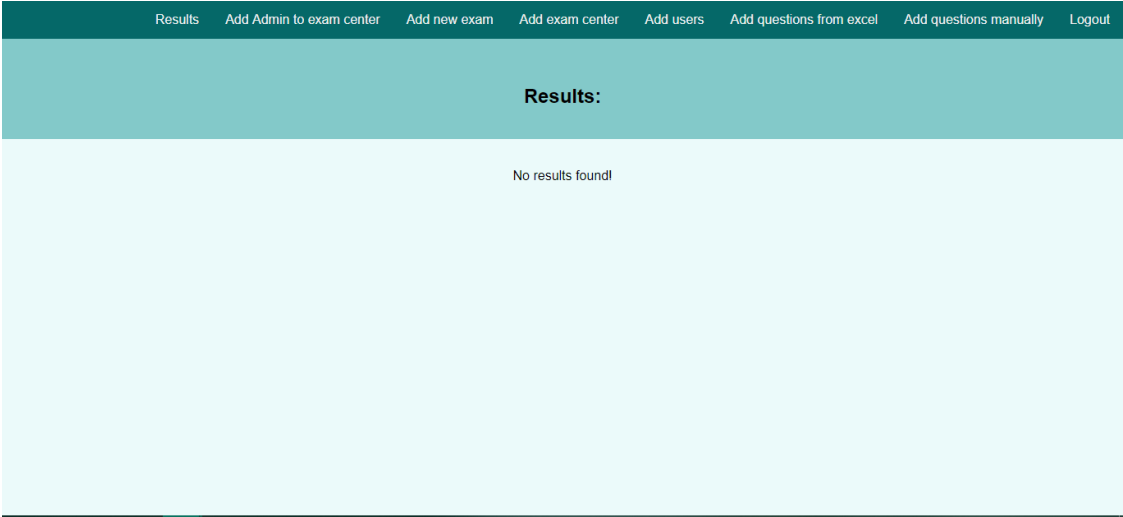 Results Add Admin to exam center Add new exam Add exam center Add users Add questions from excel Add questions manually Logout
Results:
No results found!